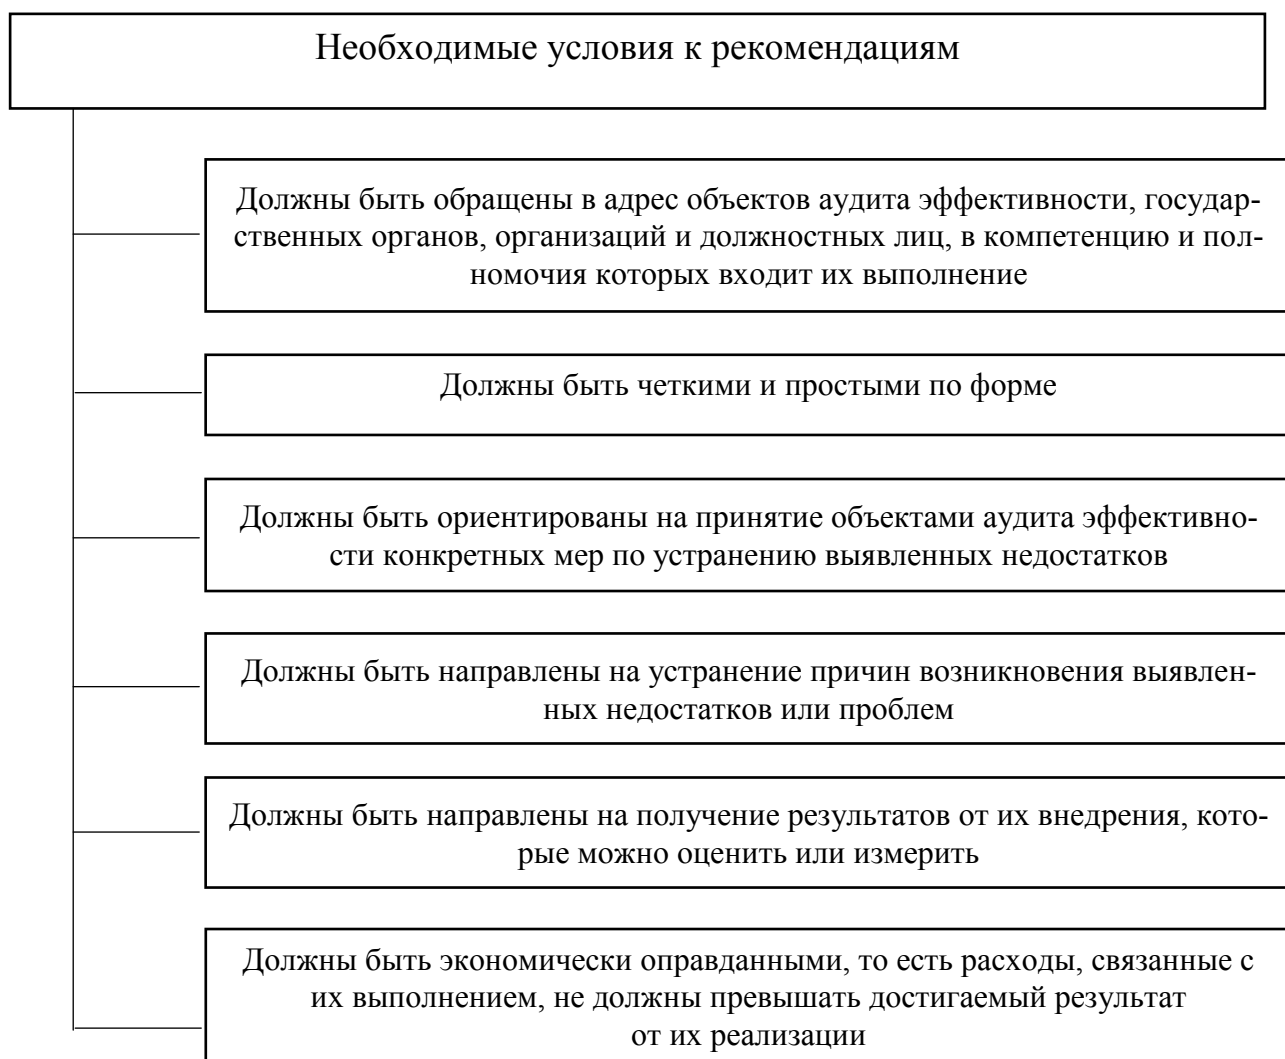 Необходимые условия к рекомендациям
Должны быть обращены в адрес объектов аудита эффективности, государ-
ственных органов, организаций и должностных лиц, в компетенцию и пол-
номочия которых входит их выполнение
Должны быть четкими и простыми по форме
Должны быть ориентированы на принятие объектами аудита эффективно-
сти конкретных мер по устранению выявленных недостатков
Должны быть направлены на устранение причин возникновения выявлен-
ных недостатков или проблем
Должны быть направлены на получение результатов от их внедрения, кото-
рые можно оценить или измерить
Должны быть экономически оправданными, то есть расходы, связанные с
их выполнением, не должны превышать достигаемый результат
от их реализации